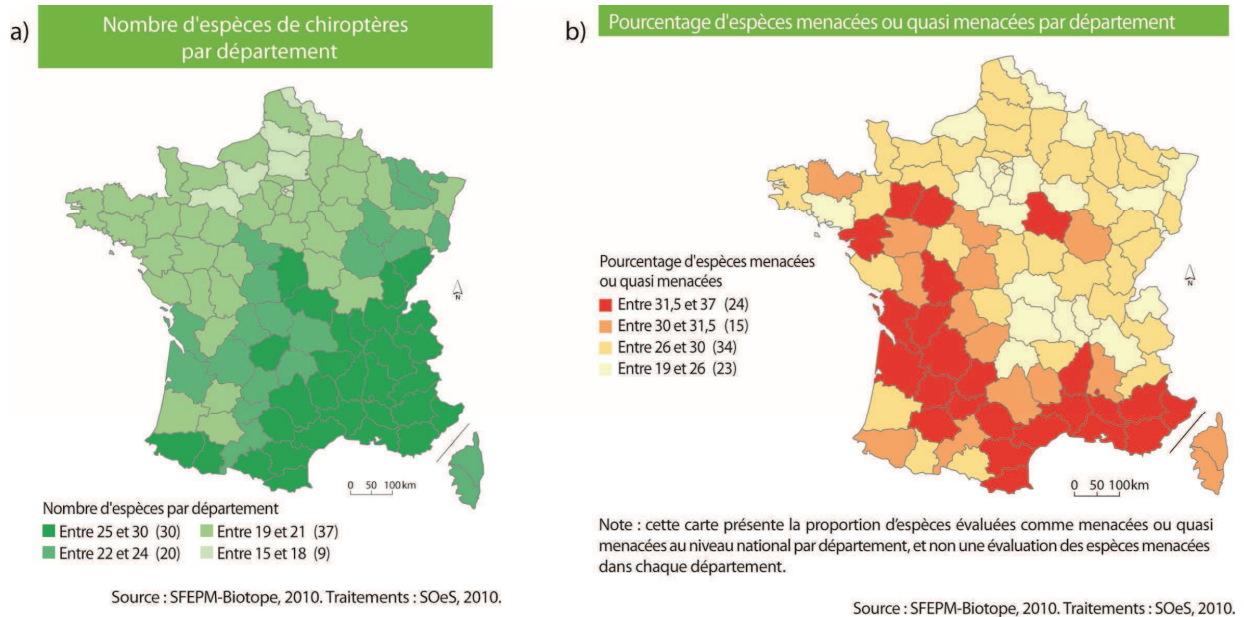 a)
Nombre d'espèces de chiroptères
par département
N
0 50 100km
Nombre d'espèces par département
Entre 25 et 30 (30)
Entre 19 et 21 (37)
Entre 22 et 24 (20)
Entre 15 et 18 (9)
Source : SFEPM-Biotope, 2010. Traitements : SOeS, 2010.
b)
Pourcentage d'espèces menacées ou quasi menacées par département
N
Pourcentage d'espèces menacées
ou quasi menacées
Entre 31,5 et 37 (24)
Entre 30 et 31,5 (15)
Entre 26 et 30 (34)
Entre 19 et 26 (23)
0 50 100 km
Note : cette carte présente la proportion d'espèces évaluées comme menacées ou quasi
menacées au niveau national par département, et non une évaluation des espèces menacées
dans chaque département.
Source : SFEPM-Biotope, 2010. Traitements : SOeS, 2010.